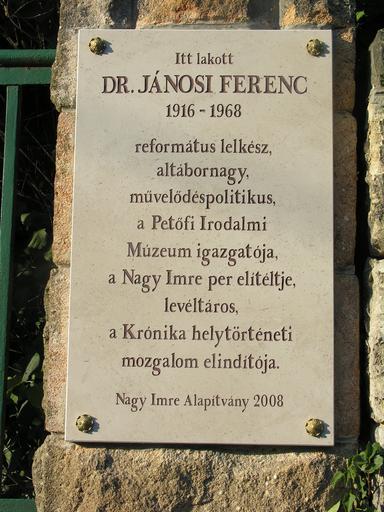 Itt lakott
DR. JÁNOSI FERENC
1916 - 1968
református lelkész,
altábornagy,
művelődéspolitikus,
a Petőfi Irodalmi
Múzeum igazgatója,
a Nagy Imre per elítéltje,
levéltáros,
a Krónika helytörténeti
mozgalom elindítója.
Nagy Imre Alapítvány 2008